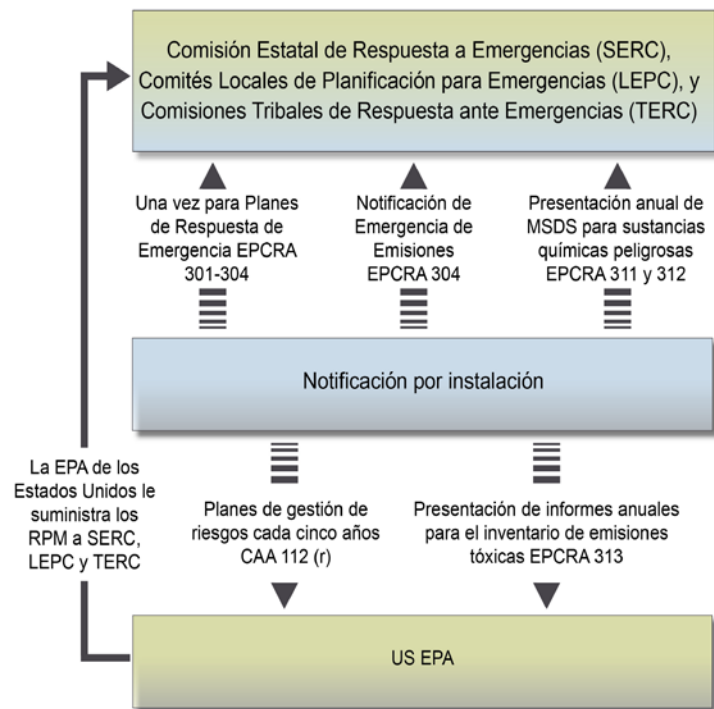 Comisión Estatal de Respuesta a Emergencias (SERC),
Comités Locales de Planificación para Emergencias (LEPC), y
Comisiones Tribales de Respuesta ante Emergencias (TERC)
Una vez para Planes
de Respuesta de
Emergencia EPCRA
301-304
Notificación de
Emergencia de
Emisiones
EPCRA 304
Presentación anual de
MSDS para sustancias
químicas peligrosas
EPCRA 311 y 312
Notificación por instalación
La EPA de los
Estados Unidos le
suministra los
RPM a SERC,
LEPC y TERC
Planes de gestión de
riesgos cada cinco años
CAA 112 (r)
Presentación de informes anuales
para el inventario de emisiones
tóxicas EPCRA 313
US EPA